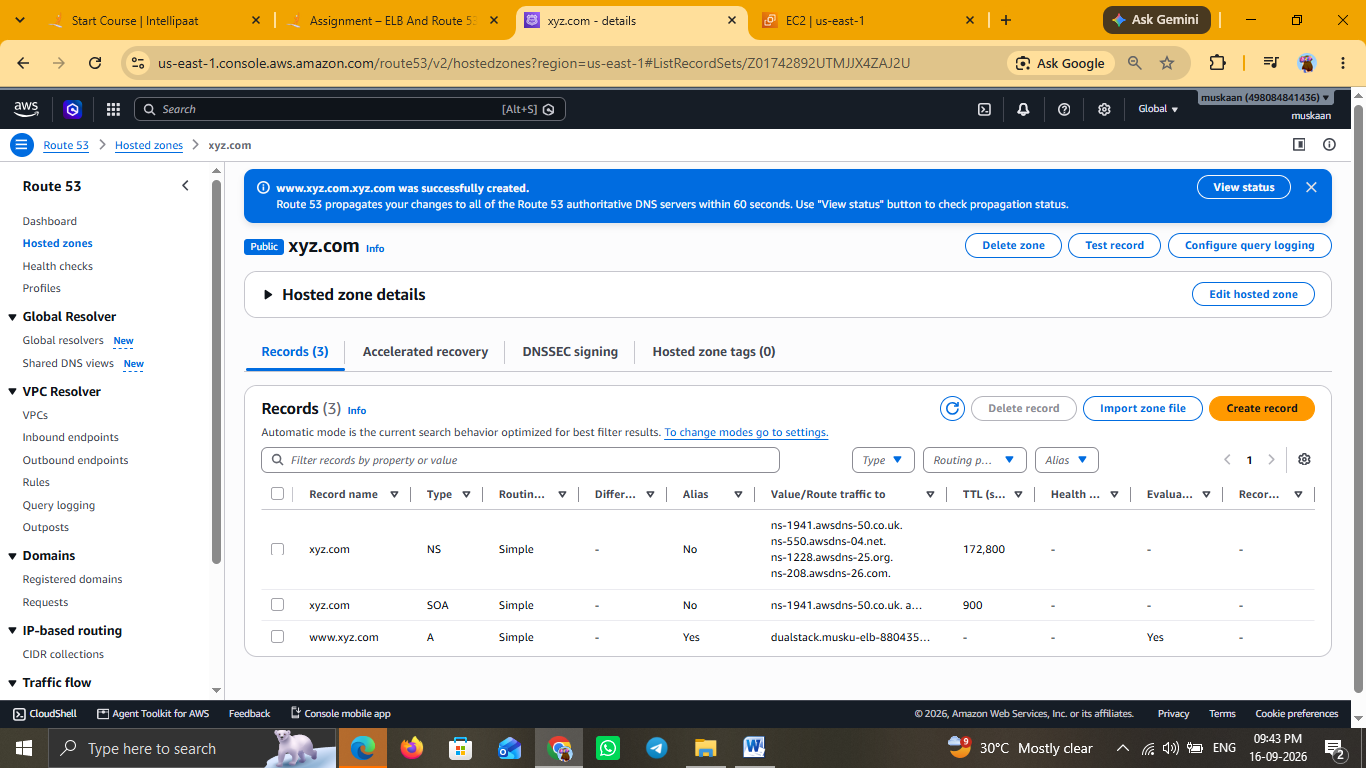 Start Course | Intellipaat
Assignment – ELB And Route 53
xyz.com - details
EC2 | us-east-1
Ask Gemini
us-east-1.console.aws.amazon.com/route53/v2/hostedzones?region=us-east-1#ListRecordSets/Z01742892UTMJJX4ZAJ2U
Ask Google
aws
Search
[Alt+S]
Global
muskaan (498084841436)
muskaan
Route 53
Hosted zones
xyz.com
Route 53
Dashboard
Hosted zones
Health checks
Profiles
Global Resolver
Global resolvers New
Shared DNS views New
VPC Resolver
VPCs
Inbound endpoints
Outbound endpoints
Rules
Query logging
Outposts
Domains
Registered domains
Requests
IP-based routing
CIDR collections
Traffic flow
www.xyz.com.xyz.com was successfully created.
Route 53 propagates your changes to all of the Route 53 authoritative DNS servers within 60 seconds. Use "View status" button to check propagation status.
View status
Public xyz.com Info
Delete zone
Test record
Configure query logging
Hosted zone details
Edit hosted zone
Records (3)
Accelerated recovery
DNSSEC signing
Hosted zone tags (0)
Records (3) Info
Delete record
Import zone file
Create record
Automatic mode is the current search behavior optimized for best filter results. To change modes go to settings.
Filter records by property or value
Type
Routing p...
Alias
1
Record name Type Routin... Differ... Alias Value/Route traffic to TTL (s... Health ... Evalua... Recor...
xyz.com NS Simple - No
ns-1941.awsdns-50.co.uk.
ns-550.awsdns-04.net.
ns-1228.awsdns-25.org.
ns-208.awsdns-26.com.
172,800 - - -
xyz.com SOA Simple - No ns-1941.awsdns-50.co.uk. a... 900 - - -
www.xyz.com A Simple - Yes dualstack.musku-elb-880435... - - Yes -
CloudShell
Agent Toolkit for AWS
Feedback
Console mobile app
© 2026, Amazon Web Services, Inc. or its affiliates.
Privacy
Terms
Cookie preferences
Type here to search
9
30°C Mostly clear
ENG
09:43 PM
16-09-2026
2